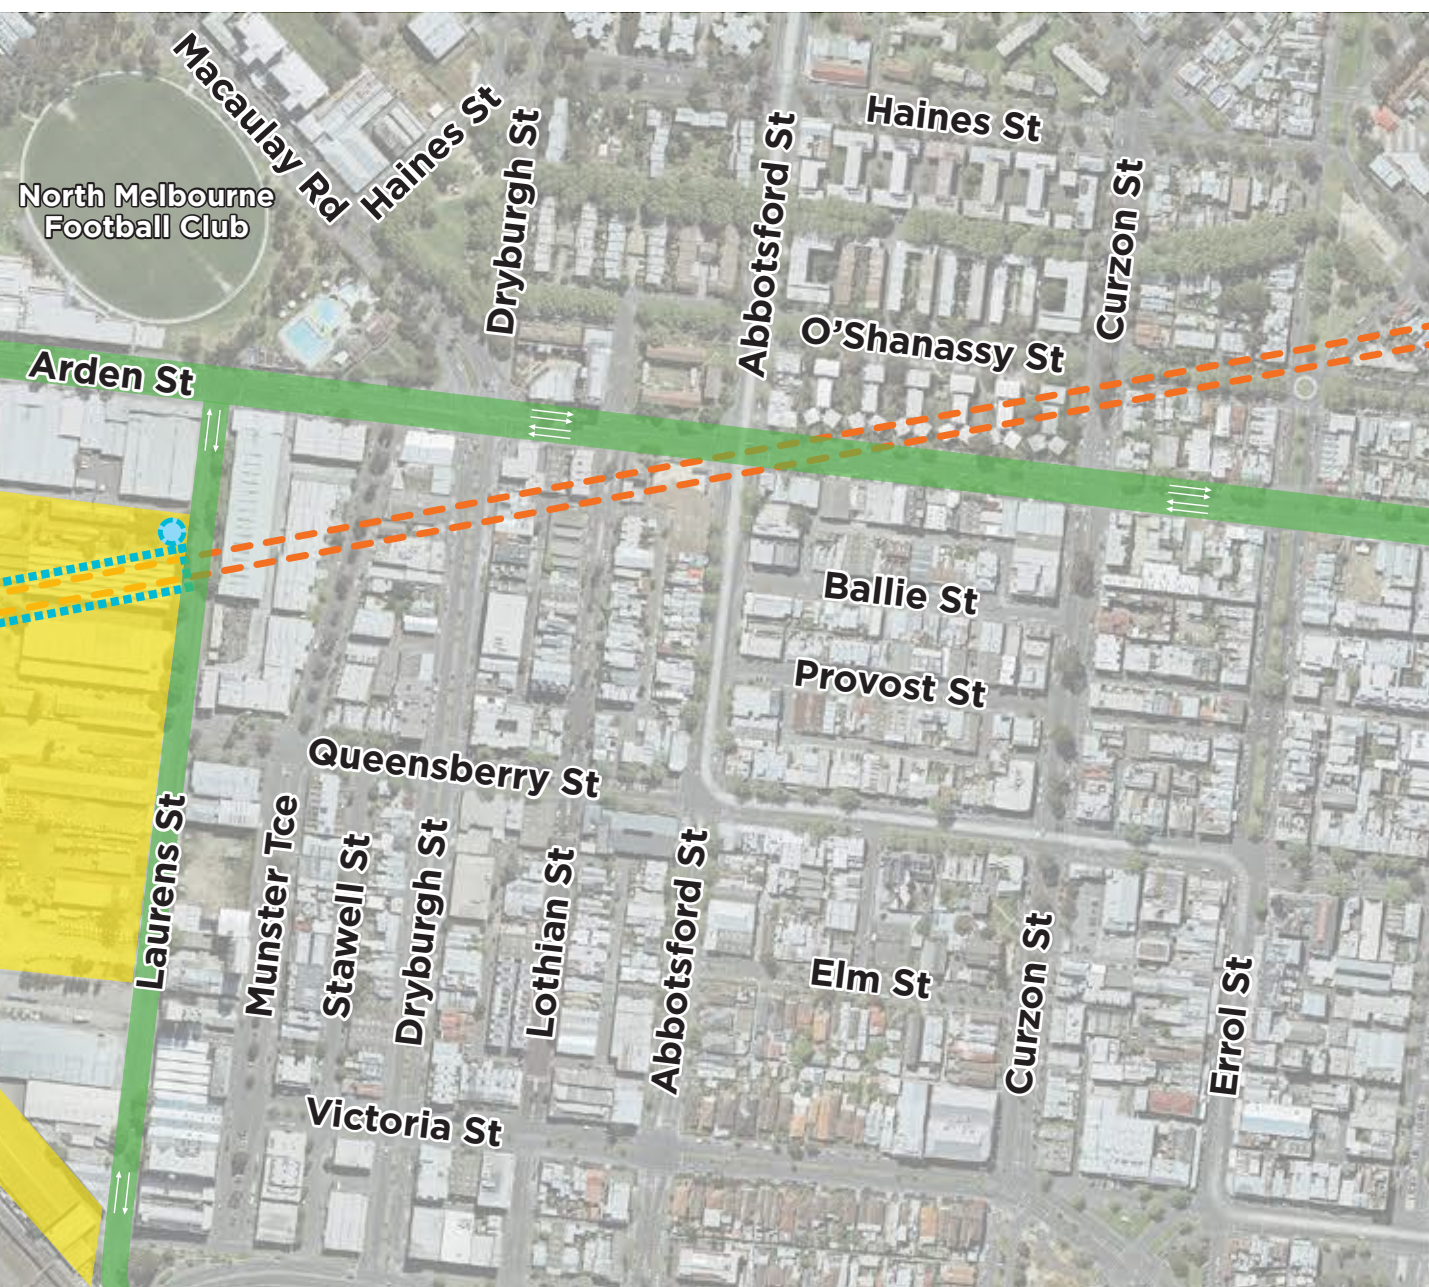 Macaulay Rd
Haines St
Dryburgh St
Abbotsford St
Haines St
Curzon St
North Melbourne
Football Club
O'Shanassy St
Arden St
Ballie St
Provost St
Queensberry St
Laurens St
Munster Tce
Stawell St
Dryburgh St
Lothian St
Abbotsford St
Elm St
Curzon St
Errol St
Victoria St